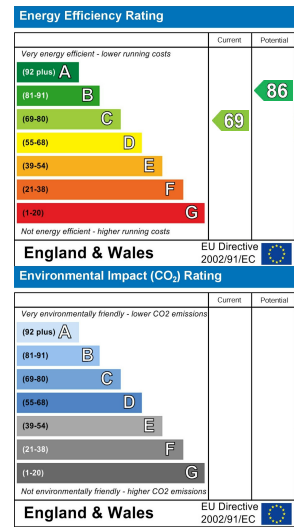 Energy Efficiency Rating
Current Potential
Very energy efficient - lower running costs
(92 plus) A
(81-91) B
86
(69-80) C
69
(55-68) D
(39-54) E
(21-38) F
(1-20) G
Not energy efficient - higher running costs
England & Wales
EU Directive
2002/91/EC
Environmental Impact (CO₂) Rating
Current Potential
Very environmentally friendly - lower CO2 emissions
(92 plus) A
(81-91) B
(69-80) C
(55-68) D
(39-54) E
(21-38) F
(1-20) G
Not environmentally friendly - higher CO2 emissions
England & Wales
EU Directive
2002/91/EC